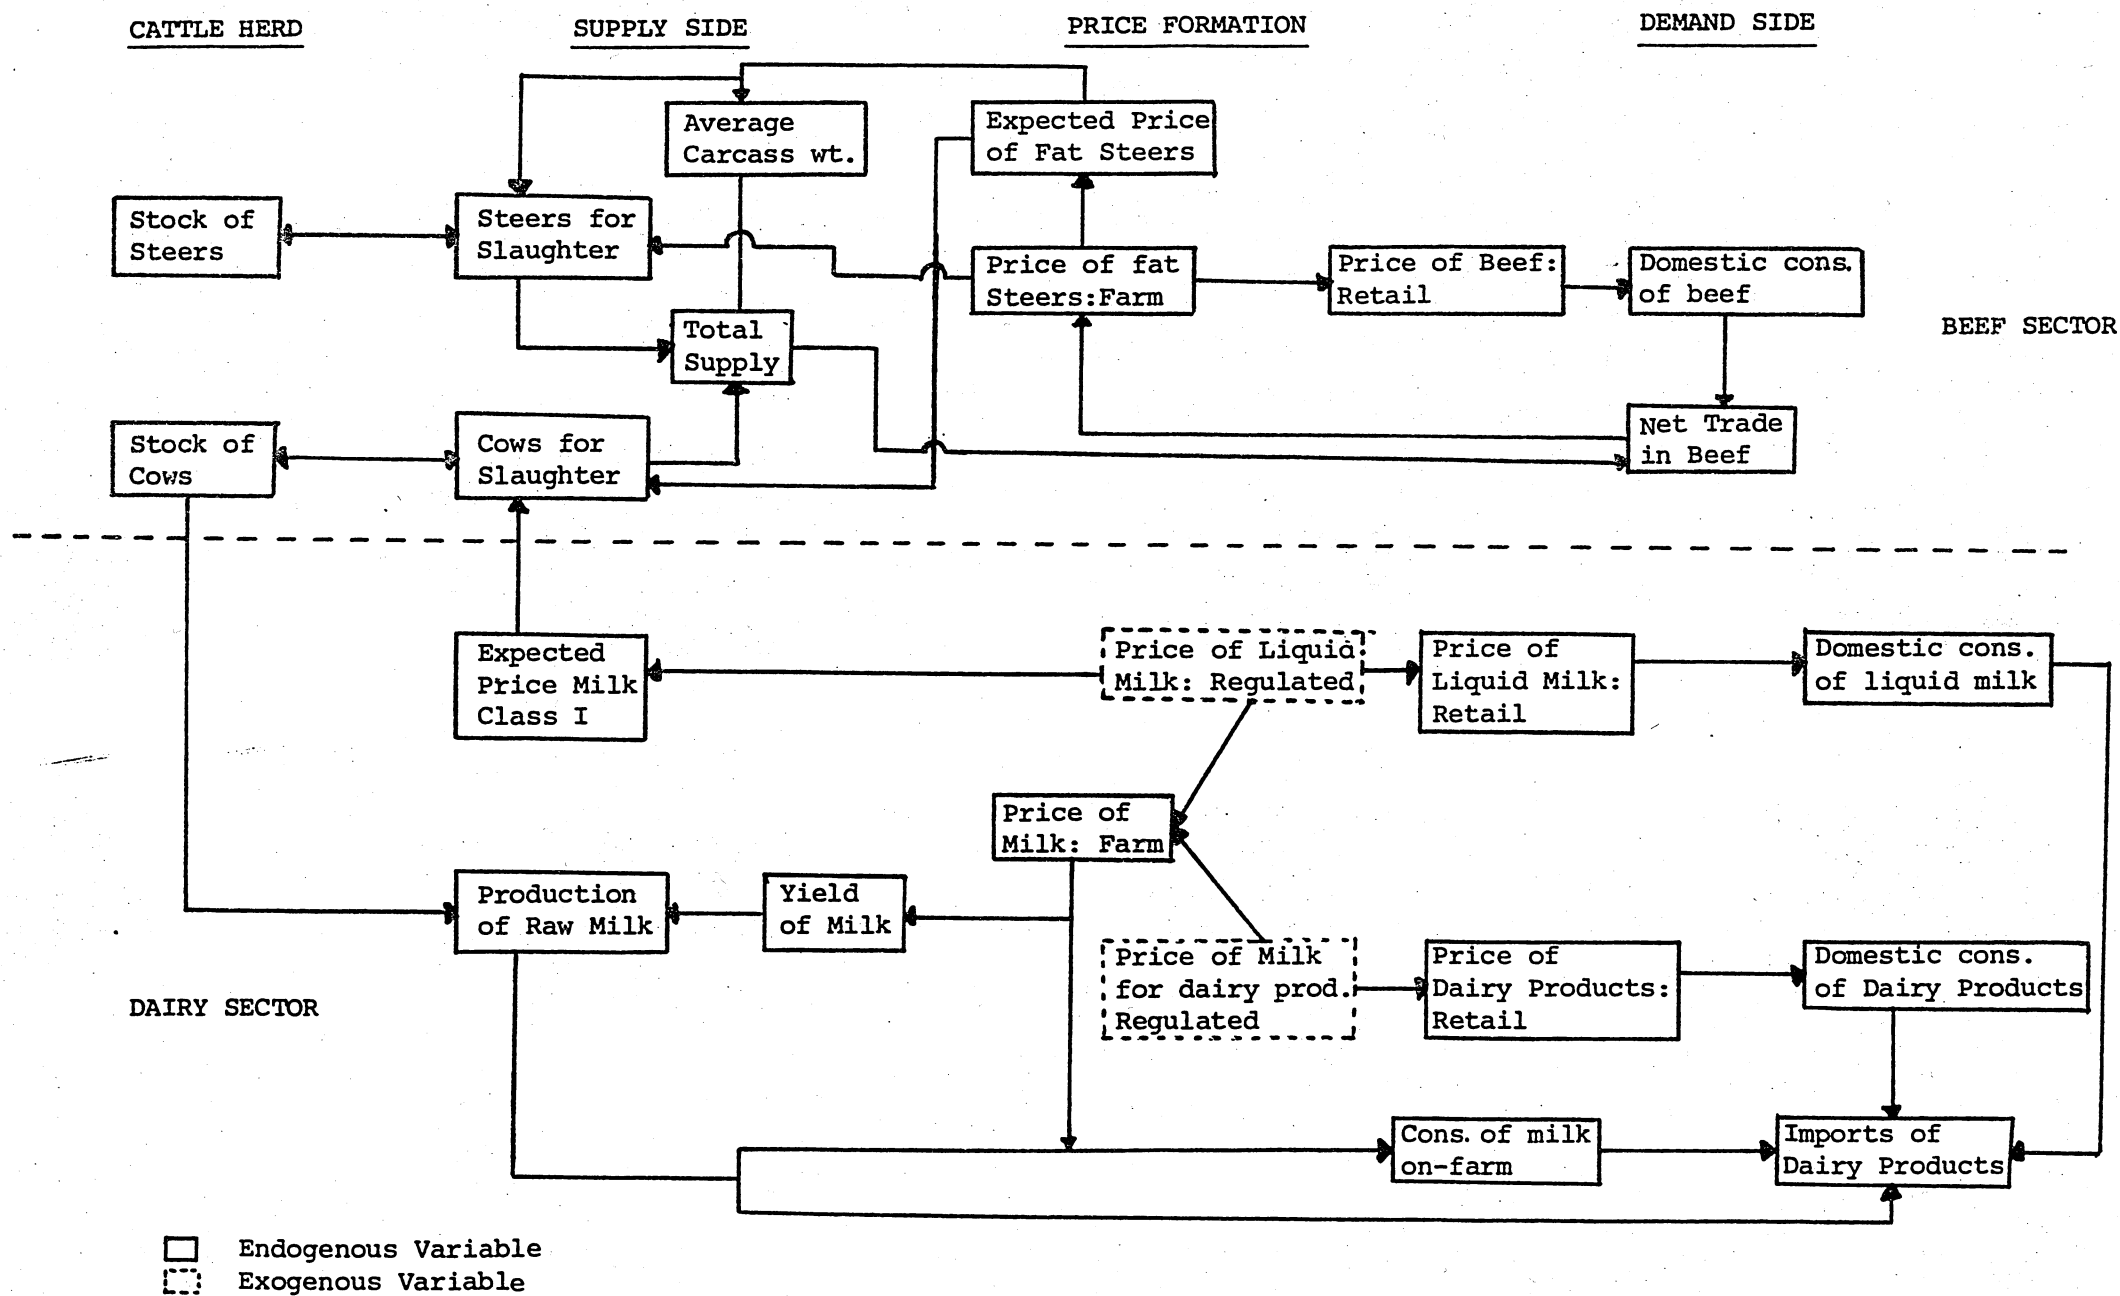 CATTLE HERD
SUPPLY SIDE
PRICE FORMATION
DEMAND SIDE
Average
Carcass wt.
Expected Price
of Fat Steers
Stock of
Steers
Steers for
Slaughter
Price of fat
Steers:Farm
Price of Beef:
Retail
Domestic cons.
of beef
BEEF SECTOR
Total
Supply
Stock of
Cows
Cows for
Slaughter
Net Trade
in Beef
Expected
Price Milk
Class I
Price of Liquid
Milk: Regulated
Price of
Liquid Milk:
Retail
Domestic cons.
of liquid milk
Price of
Milk: Farm
Production
of Raw Milk
Yield
of Milk
Price of Milk
for dairy prod.
Regulated
Price of
Dairy Products:
Retail
Domestic cons.
of Dairy Products
DAIRY SECTOR
Cons. of milk
on-farm
Imports of
Dairy Products
Endogenous Variable
Exogenous Variable